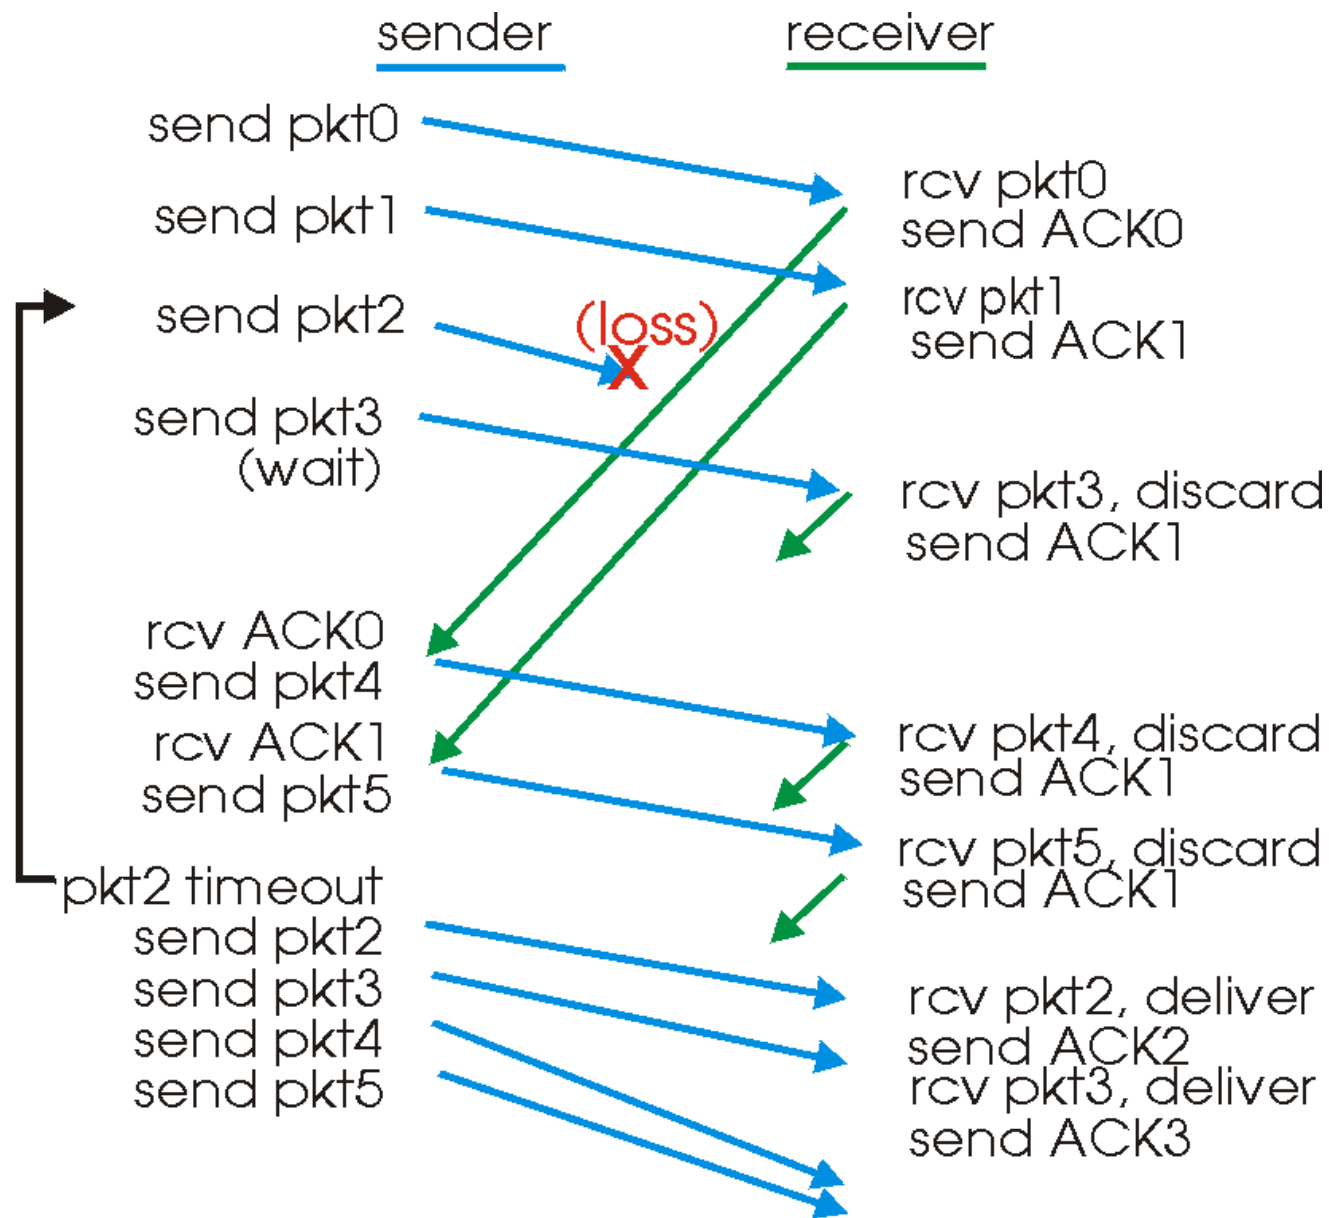 sender
receiver
send pkt0
send pkt1
send pkt2
(loss)
X
send pkt3
(wait)
rcv ACK0
send pkt4
rcv ACK1
send pkt5
pkt2 timeout
send pkt2
send pkt3
send pkt4
send pkt5
rcv pkt0
send ACK0
rcv pkt1
send ACK1
rcv pkt3, discard
send ACK1
rcv pkt4, discard
send ACK1
rcv pkt5, discard
send ACK1
rcv pkt2, deliver
send ACK2
rcv pkt3, deliver
send ACK3